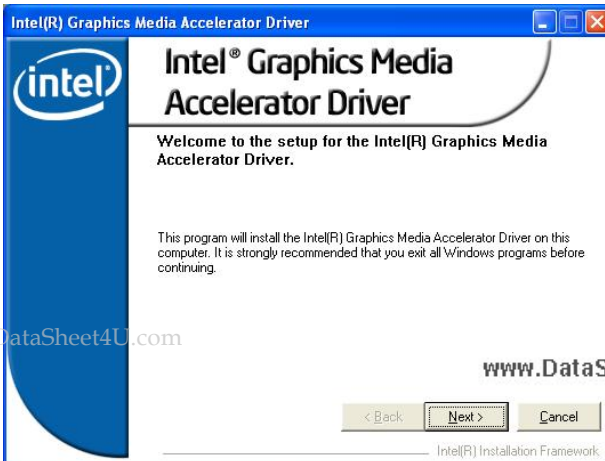 Intel(R) Graphics Media Accelerator Driver
intel
Intel® Graphics Media
Accelerator Driver
Welcome to the setup for the Intel(R) Graphics Media
Accelerator Driver.
This program will install the Intel(R) Graphics Media Accelerator Driver on this
computer. It is strongly recommended that you exit all Windows programs before
continuing.
DataSheet4U.com
www.DataS
< Back
Next >
Cancel
Intel(R) Installation Framework